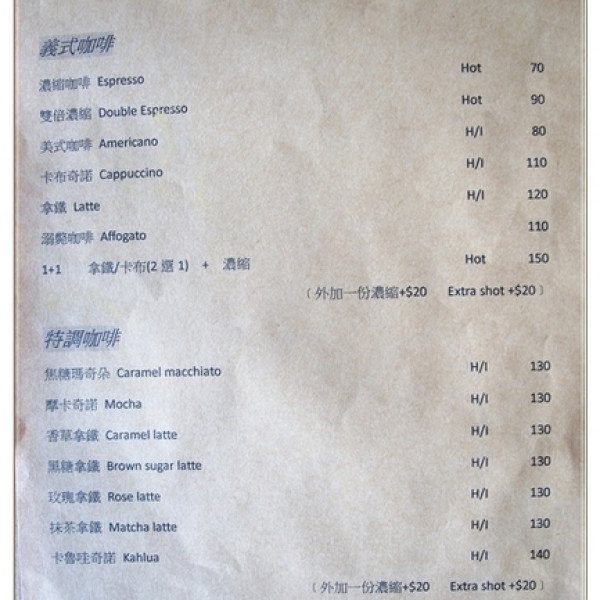 義式咖啡
濃縮咖啡 Espresso Hot 70
雙倍濃縮 Double Espresso Hot 90
美式咖啡 Americano H/I 80
卡布奇諾 Cappuccino H/I 110
拿鐵 Latte H/I 120
溺斃咖啡 Affogato 110
1+1 拿鐵/卡布(2 選 1) + 濃縮 Hot 150
(外加一份濃縮+$20 Extra shot +$20)
特調咖啡
焦糖瑪奇朵 Caramel macchiato H/I 130
摩卡奇諾 Mocha H/I 130
香草拿鐵 Caramel latte H/I 130
黑糖拿鐵 Brown sugar latte H/I 130
玫瑰拿鐵 Rose latte H/I 130
抹茶拿鐵 Matcha latte H/I 130
卡魯哇奇諾 Kahlua H/I 140
(外加一份濃縮+$20 Extra shot +$20)